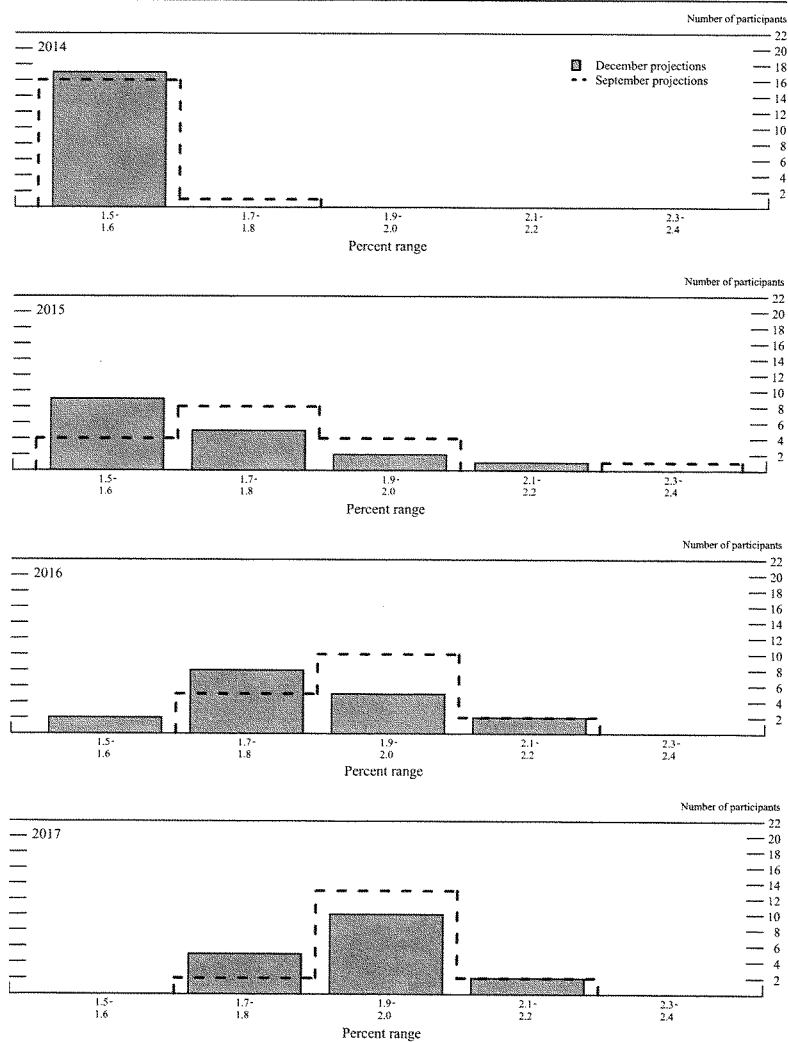 Number of participants
2014
22
20
18
16
14
12
10
8
6
4
2
December projections
September projections
1.5- 1.7- 1.9- 2.1- 2.3-
1.6 1.8 2.0 2.2 2.4
Percent range
Number of participants
2015
22
20
18
16
14
12
10
8
6
4
2
1.5- 1.7- 1.9- 2.1- 2.3-
1.6 1.8 2.0 2.2 2.4
Percent range
Number of participants
2016
22
20
18
16
14
12
10
8
6
4
2
1.5- 1.7- 1.9- 2.1- 2.3-
1.6 1.8 2.0 2.2 2.4
Percent range
Number of participants
2017
22
20
18
16
14
12
10
8
6
4
2
1.5- 1.7- 1.9- 2.1- 2.3-
1.6 1.8 2.0 2.2 2.4
Percent range